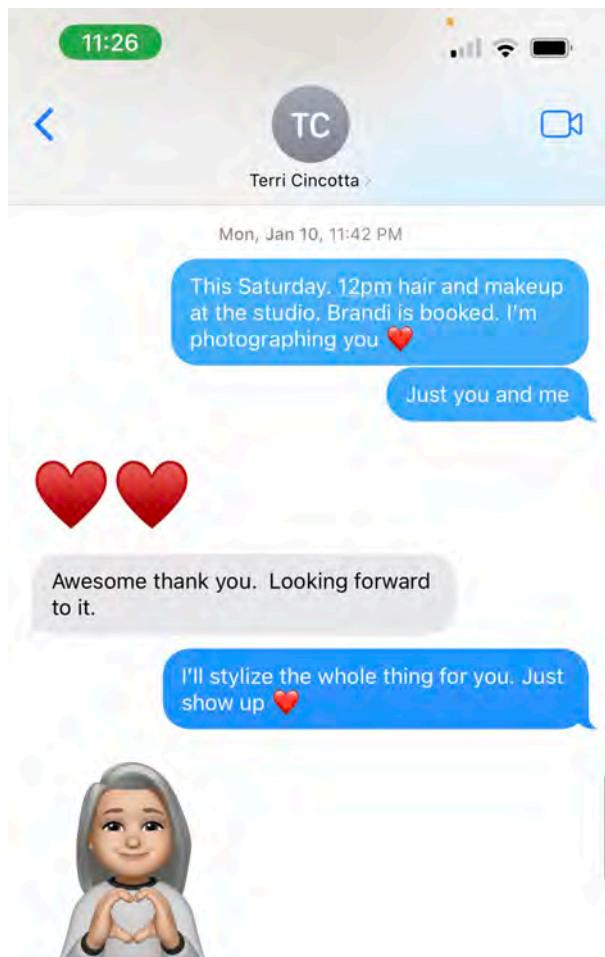 11:26
TC
Terri Cincotta
Mon, Jan 10, 11:42 PM
This Saturday. 12pm hair and makeup
at the studio. Brandi is booked. I'm
photographing you ❤️
Just you and me
❤️❤️
Awesome thank you.  Looking forward
to it.
I'll stylize the whole thing for you. Just
show up ❤️